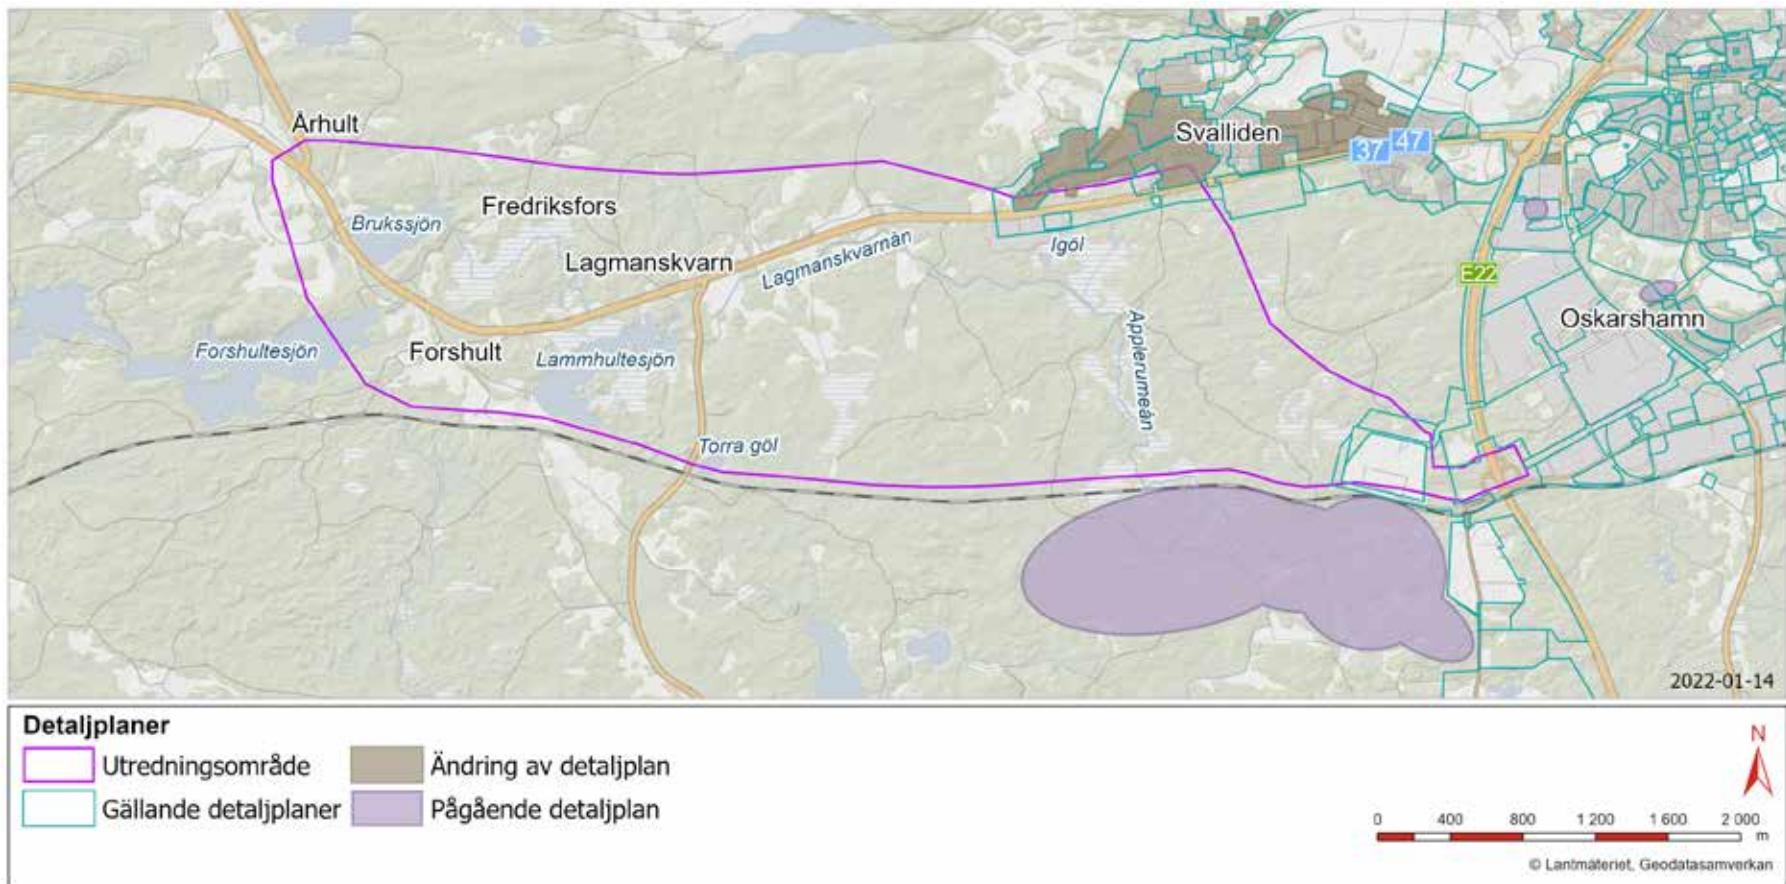 Århult
Svalliden
37
47
Fredriksfors
Brukssjön
Lagmanskvarn
Lagmanskvarnån
Igöl
E22
Oskarshamn
Forshultesjön
Forshult
Lammhultesjön
Applerumeån
Torra göl
2022-01-14
Detaljplaner
Utredningsområde
Ändring av detaljplan
Gällande detaljplaner
Pågående detaljplan
N
0 400 800 1 200 1 600 2 000
m
© Lantmäteriet, Geodatasamverkan